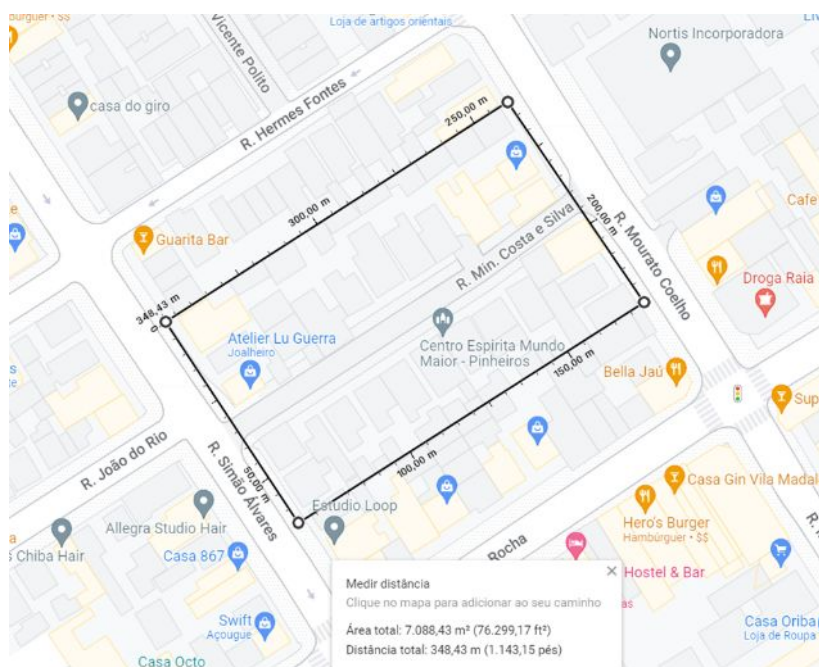 hambúrguer • $$
Loja de artigos orientais
Vicente Polito
Nortis Incorporadora
casa do giro
R. Hermes Fontes
250,00 m
Cafe
200,00 m
300,00 m
R. Mourato Coelho
Guarita Bar
R. Min. Costa e Silva
Droga Raia
348,43 m
0
Atelier Lu Guerra
Joalheiro
Centro Espírita Mundo
Maior - Pinheiros
150,00 m
Bella Jaú
Sup
R. João do Rio
100,00 m
50,00 m
R. Simão Álvares
Casa Gin Vila Madal
Estudio Loop
Allegra Studio Hair
Hero's Burger
Hambúrguer • $$
s Chiba Hair
Casa 867
Rocha
Hostel & Bar
as
Medir distância
Clique no mapa para adicionar ao seu caminho
Área total: 7.088,43 m² (76.299,17 ft²)
Distância total: 348,43 m (1.143,15 pés)
Swift
Açougue
Casa Oriba
Loja de Roupa
Casa Octo